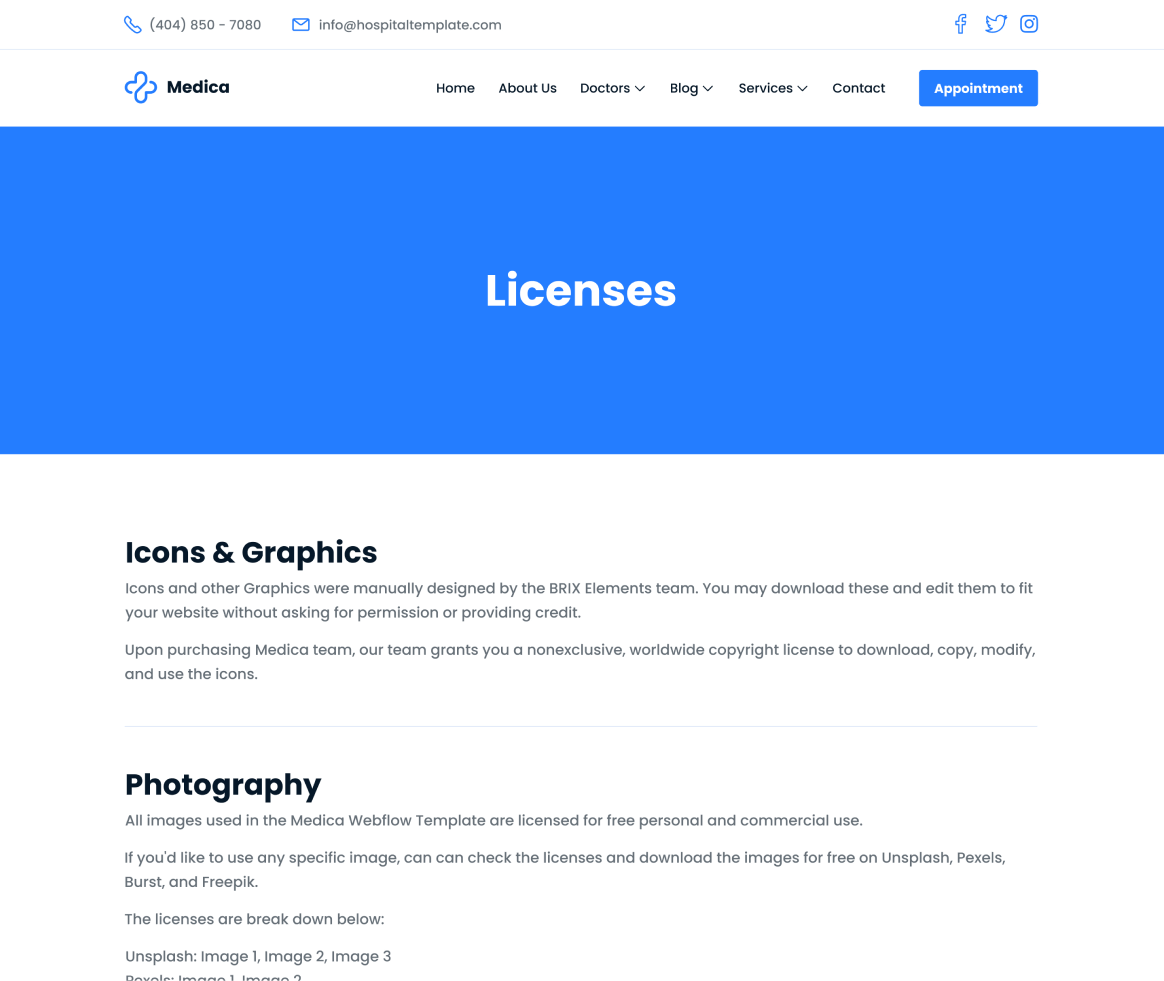 (404) 850 - 7080
info@hospitaltemplate.com
Medica
Home
About Us
Doctors
Blog
Services
Contact
Appointment
Licenses
Icons & Graphics
Icons and other Graphics were manually designed by the BRIX Elements team. You may download these and edit them to fit
your website without asking for permission or providing credit.
Upon purchasing Medica team, our team grants you a nonexclusive, worldwide copyright license to download, copy, modify,
and use the icons.
Photography
All images used in the Medica Webflow Template are licensed for free personal and commercial use.
If you'd like to use any specific image, can can check the licenses and download the images for free on Unsplash, Pexels,
Burst, and Freepik.
The licenses are break down below:
Unsplash: Image 1, Image 2, Image 3
Pexels: Image 1, Image 2